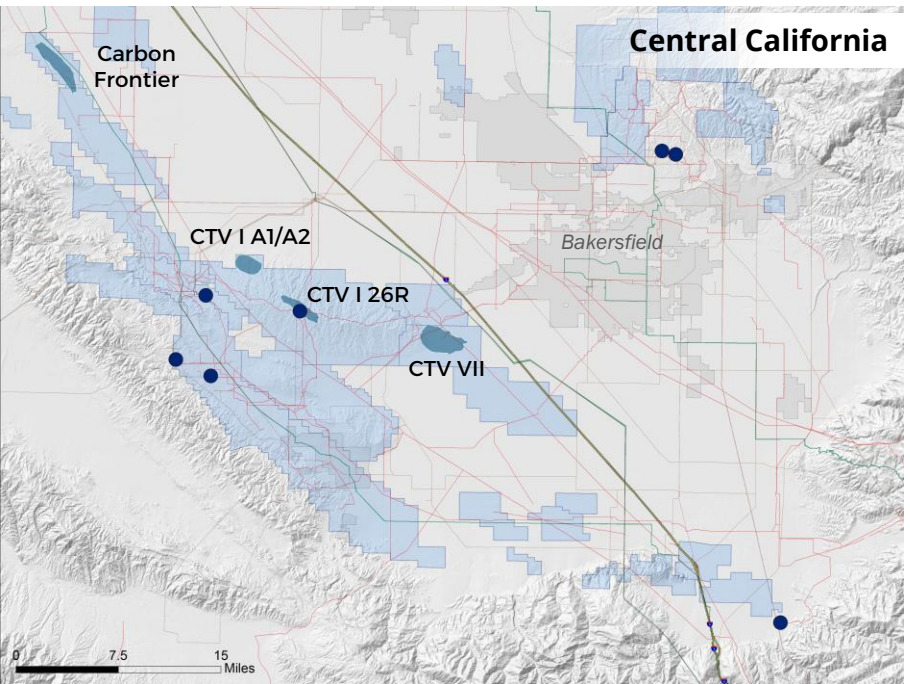 Central California
Carbon
Frontier
CTV I A1/A2
Bakersfield
CTV I 26R
CTV VII
0 7.5 15
Miles